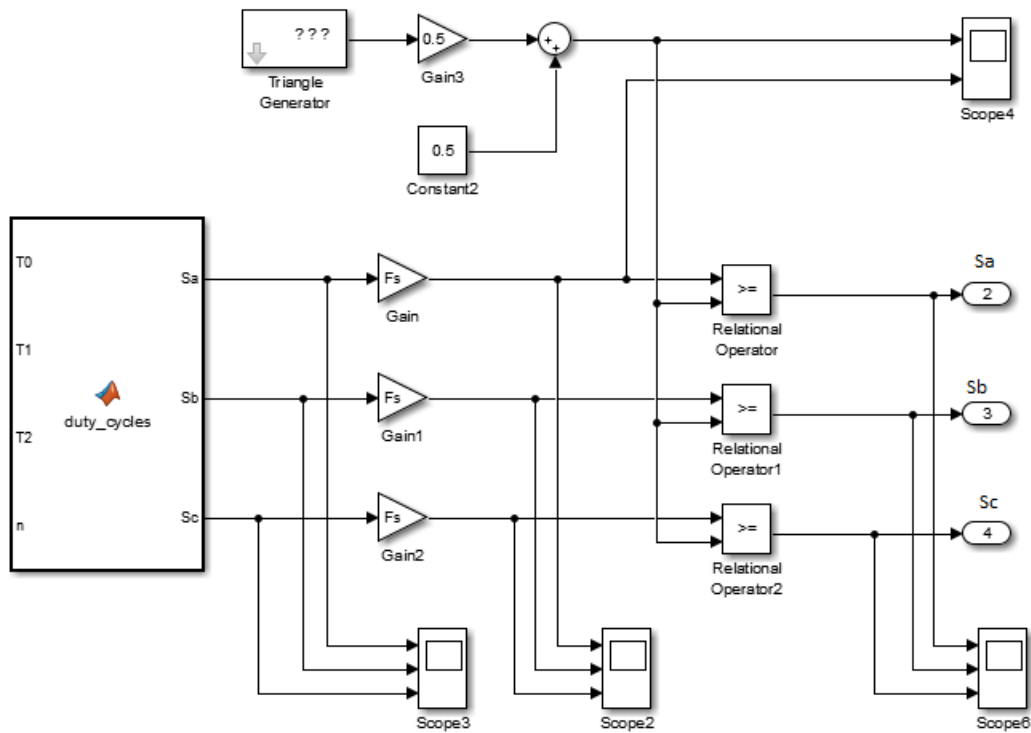 ? ? ?
Triangle
Generator
0.5
Gain3
+
+
Scope4
0.5
Constant2
T0
T1
T2
n
duty_cycles
Sa
Sb
Sc
Fs
Gain
Fs
Gain1
Fs
Gain2
>=
Relational
Operator
>=
Relational
Operator1
>=
Relational
Operator2
Sa
2
Sb
3
Sc
4
Scope3
Scope2
Scope6